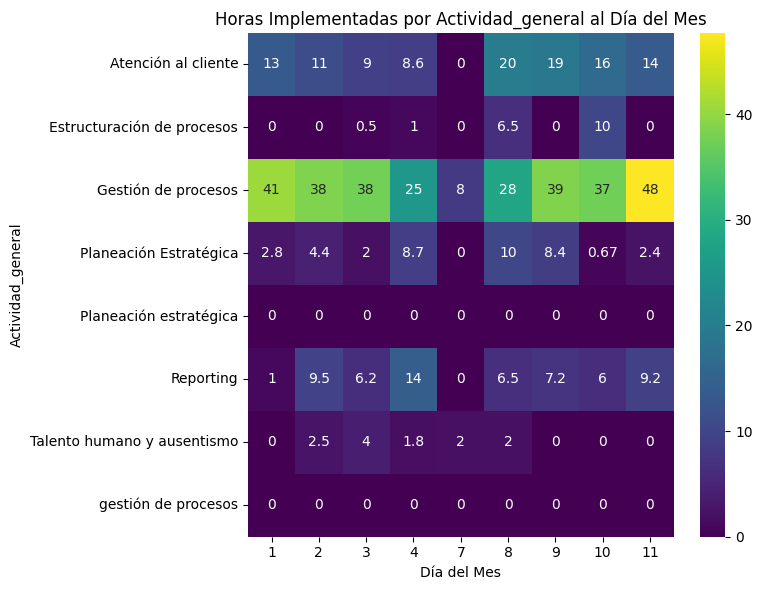 Horas Implementadas por Actividad_general al Día del Mes
Actividad_general
Atención al cliente 13 11 9 8.6 0 20 19 16 14
Estructuración de procesos 0 0 0.5 1 0 6.5 0 10 0
Gestión de procesos 41 38 38 25 8 28 39 37 48
Planeación Estratégica 2.8 4.4 2 8.7 0 10 8.4 0.67 2.4
Planeación estratégica 0 0 0 0 0 0 0 0 0
Reporting 1 9.5 6.2 14 0 6.5 7.2 6 9.2
Talento humano y ausentismo 0 2.5 4 1.8 2 2 0 0 0
gestión de procesos 0 0 0 0 0 0 0 0 0
1 2 3 4 7 8 9 10 11
Día del Mes
40
30
20
10
0